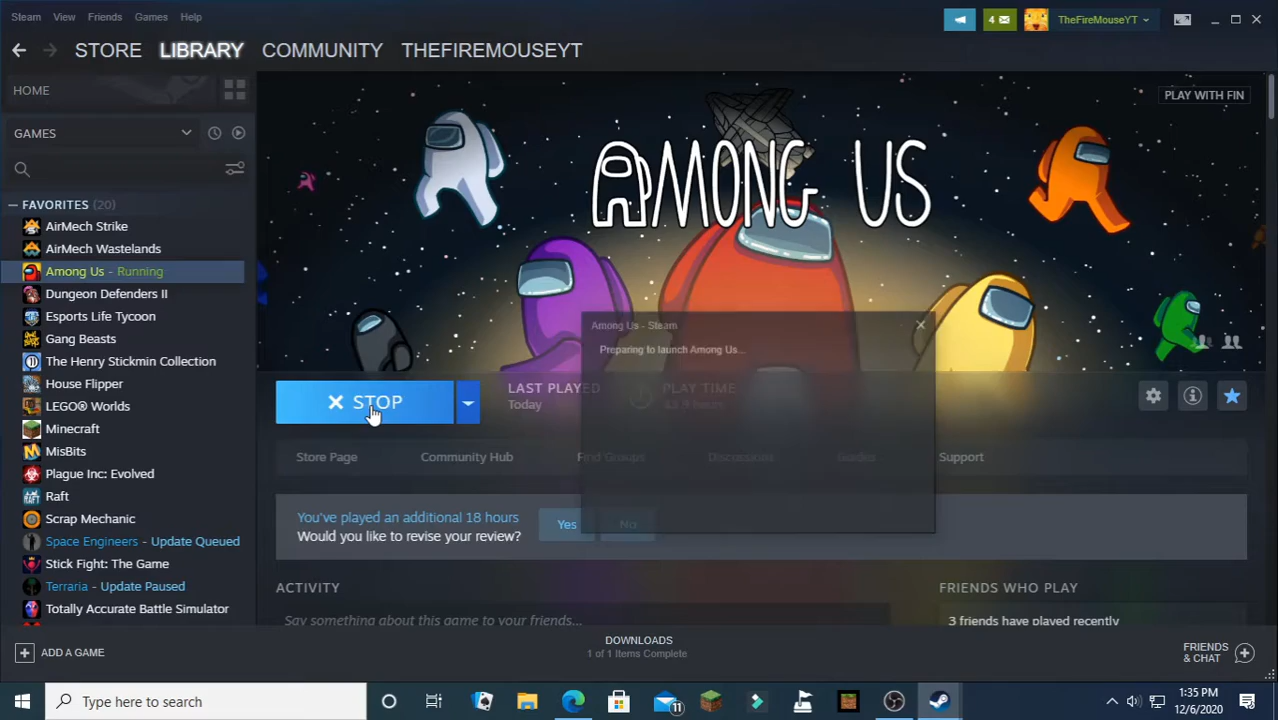 Steam View Friends Games Help
4
TheFireMouseYT
STORE LIBRARY COMMUNITY THEFIREMOUSEYT
HOME
GAMES
PLAY WITH FIN
AMONG US
FAVORITES (20)
AirMech Strike
AirMech Wastelands
Among Us - Running
Dungeon Defenders II
Esports Life Tycoon
Gang Beasts
The Henry Stickmin Collection
House Flipper
LEGO® Worlds
Minecraft
MisBits
Plague Inc: Evolved
Raft
Scrap Mechanic
Space Engineers - Update Queued
Stick Fight: The Game
Terraria - Update Paused
Totally Accurate Battle Simulator
Among Us - Steam
Preparing to launch Among Us...
STOP
LAST PLAYED
Today
PLAY TIME
hours
Store Page Community Hub Find Groups Discussions Guides Support
You've played an additional 18 hours
Would you like to revise your review?
Yes No
ACTIVITY
Say something about this game to your friends...
FRIENDS WHO PLAY
3 friends have played recently
ADD A GAME
DOWNLOADS
1 of 1 Items Complete
FRIENDS
& CHAT
Type here to search
11
1:35 PM
12/6/2020